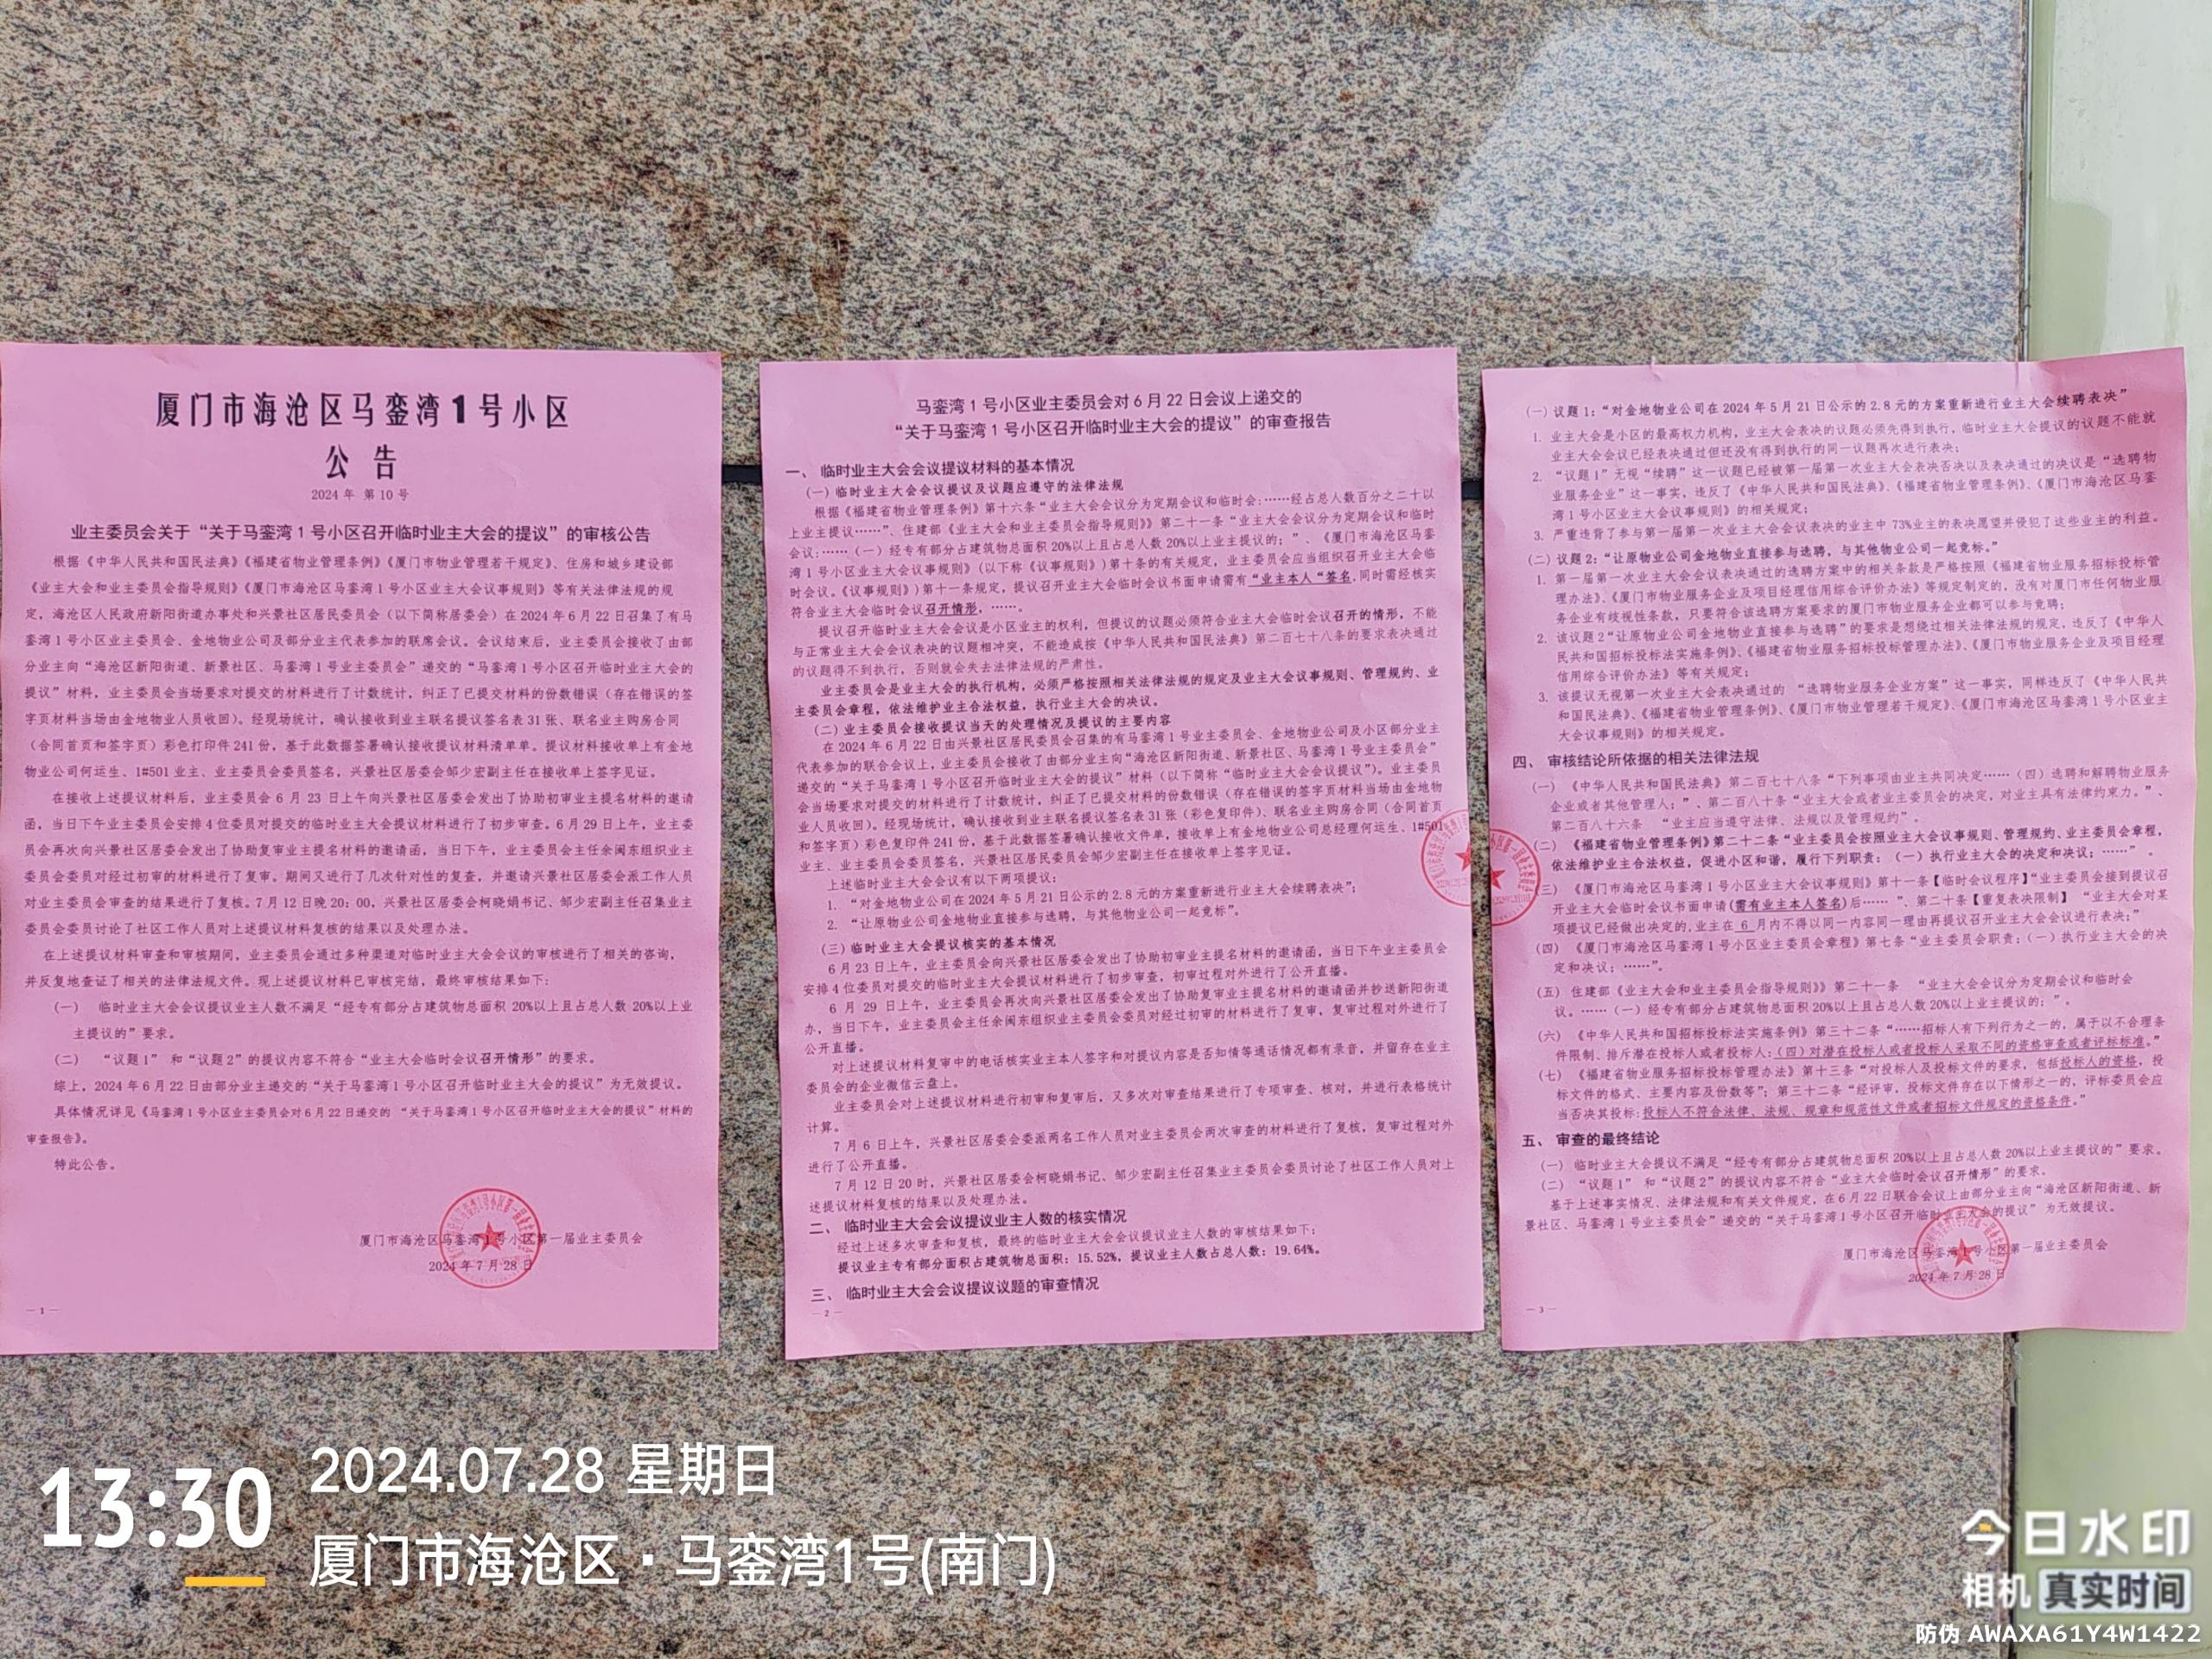 厦门市海沧区马銮湾1号小区
公 告
2024 年 第 10 号
业主委员会关于“关于马銮湾1号小区召开临时业主大会的提议”的审核公告
根据《中华人民共和国民法典》《福建省物业管理条例》《厦门市物业管理若干规定》、住房和城乡建设部
《业主大会和业主委员会指导规则》《厦门市海沧区马銮湾1号小区业主大会议事规则》等有关法律法规的规
定，海沧区人民政府新阳街道办事处和兴景社区居民委员会（以下简称居委会）在 2024 年 6 月 22 日召集了有马
銮湾1号小区业主委员会、金地物业公司及部分业主代表参加的联席会议。会议结束后，业主委员会接收了由部
分业主向“海沧区新阳街道、新景社区、马銮湾1号业主委员会”递交的“马銮湾1号小区召开临时业主大会的
提议”材料，业主委员会当场要求对提交的材料进行了计数统计，纠正了已提交材料的份数错误（存在错误的签
字页材料当场由金地物业人员收回）。经现场统计，确认接收到业主联名提议签名表 31 张、联名业主购房合同
（合同首页和签字页）彩色打印件 241 份，基于此数据签署确认接收提议材料清单单。提议材料接收单上有金地
物业公司何运生、1#501 业主、业主委员会委员签名，兴景社区居委会邹少宏副主任在接收单上签字见证。
在接收上述提议材料后，业主委员会 6 月 23 日上午向兴景社区居委会发出了协助初审业主提名材料的邀请
函，当日下午业主委员会安排 4 位委员对提交的临时业主大会提议材料进行了初步审查。6 月 29 日上午，业主委
员会再次向兴景社区居委会发出了协助复审业主提名材料的邀请函，当日下午，业主委员会主任余闽东组织业主
委员会委员对经过初审的材料进行了复审。期间又进行了几次针对性的复查，并邀请兴景社区居委会派工作人员
对业主委员会审查的结果进行了复核。7 月 12 日晚 20：00，兴景社区居委会柯晓娟书记、邹少宏副主任召集业主
委员会委员讨论了社区工作人员对上述提议材料复核的结果以及处理办法。
在上述提议材料审查和审核期间，业主委员会通过多种渠道对临时业主大会会议的审核进行了相关的咨询，
并反复地查证了相关的法律法规文件。现上述提议材料已审核完结，最终审核结果如下：
（一） 临时业主大会会议提议业主人数不满足“经专有部分占建筑物总面积 20%以上且占总人数 20%以上业
主提议的”要求。
（二） “议题1” 和“议题2”的提议内容不符合“业主大会临时会议召开情形”的要求。
综上，2024 年 6 月 22 日由部分业主递交的“关于马銮湾1号小区召开临时业主大会的提议”为无效提议。
具体情况详见《马銮湾1号小区业主委员会对6月22日递交的 “关于马銮湾1号小区召开临时业主大会的提议”材料的
审查报告》。
特此公告。
厦门市海沧区马銮湾1号小区第一届业主委员会
2024 年 7 月 28 日
— 1 —
马銮湾1号小区业主委员会对6月22日会议上递交的
“关于马銮湾1号小区召开临时业主大会的提议”的审查报告
一、 临时业主大会会议提议材料的基本情况
（一）临时业主大会会议提议及议题应遵守的法律法规
根据《福建省物业管理条例》第十六条“业主大会会议分为定期会议和临时会：……经占总人数百分之二十以
上业主提议……”、住建部《业主大会和业主委员会指导规则》第二十一条“业主大会会议分为定期会议和临时
会议：……（一）经专有部分占建筑物总面积 20%以上且占总人数 20%以上业主提议的；”、《厦门市海沧区马銮
湾1号小区业主大会议事规则》（以下称《议事规则》）第十条的有关规定，业主委员会应当组织召开业主大会临
时会议。《议事规则》）第十一条规定，提议召开业主大会临时会议书面申请需有“业主本人“签名，同时需经核实
符合业主大会临时会议召开情形，……。
提议召开临时业主大会会议是小区业主的权利，但提议的议题必须符合业主大会临时会议召开的情形，不能
与正常业主大会会议表决的议题相冲突，不能造成按《中华人民共和国民法典》第二百七十八条的要求表决通过
的议题得不到执行，否则就会失去法律法规的严肃性。
业主委员会是业主大会的执行机构，必须严格按照相关法律法规的规定及业主大会议事规则、管理规约、业
主委员会章程，依法维护业主合法权益，执行业主大会的决议。
（二）业主委员会接收提议当天的处理情况及提议的主要内容
在 2024 年 6 月 22 日由兴景社区居民委员会召集的有马銮湾1号业主委员会、金地物业公司及小区部分业主
代表参加的联合会议上，业主委员会接收了由部分业主向“海沧区新阳街道、新景社区、马銮湾1号业主委员会”
递交的“关于马銮湾1号小区召开临时业主大会的提议”材料（以下简称“临时业主大会会议提议”）。业主委员
会当场要求对提交的材料进行了计数统计，纠正了已提交材料的份数错误（存在错误的签字页材料当场由金地物
业人员收回）。经现场统计，确认接收到业主联名提议签名表 31 张（彩色复印件）、联名业主购房合同（合同首页
和签字页）彩色复印件 241 份，基于此数据签署确认接收文件单，接收单上有金地物业公司总经理何运生、1#501
业主、业主委员会委员签名，兴景社区居民委员会邹少宏副主任在接收单上签字见证。
上述临时业主大会会议有以下两项提议：
1. “对金地物业公司在 2024 年 5 月 21 日公示的 2.8 元的方案重新进行业主大会续聘表决”；
2. “让原物业公司金地物业直接参与选聘，与其他物业公司一起竞标”。
（三）临时业主大会提议核实的基本情况
6 月 23 日上午，业主委员会向兴景社区居委会发出了协助初审业主提名材料的邀请函，当日下午业主委员会
安排 4 位委员对提交的临时业主大会提议材料进行了初步审查，初审过程对外进行了公开直播。
6 月 29 日上午，业主委员会再次向兴景社区居委会发出了协助复审业主提名材料的邀请函并抄送新阳街道
办，当日下午，业主委员会主任余闽东组织业主委员会委员对经过初审的材料进行了复审，复审过程对外进行了
公开直播。
对上述提议材料复审中的电话核实业主本人签字和对提议内容是否知情等通话情况都有录音，并留存在业主
委员会的企业微信云盘上。
业主委员会对上述提议材料进行初审和复审后，又多次对审查结果进行了专项审查、核对，并进行表格统计
计算。
7 月 6 日上午，兴景社区居委会委派两名工作人员对业主委员会两次审查的材料进行了复核，复审过程对外
进行了公开直播。
7 月 12 日 20 时，兴景社区居委会柯晓娟书记、邹少宏副主任召集业主委员会委员讨论了社区工作人员对上
述提议材料复核的结果以及处理办法。
二、 临时业主大会会议提议业主人数的核实情况
经过上述多次审查和复核，最终的临时业主大会会议提议业主人数的审核结果如下：
提议业主专有部分面积占总面积：15.52%，提议业主人数占总人数：19.64%。
三、 临时业主大会会议提议议题的审查情况
— 2 —
（一）议题1：“对金地物业公司在 2024 年 5 月 21 日公示的 2.8 元的方案重新进行业主大会续聘表决”
1. 业主大会是小区的最高权力机构，业主大会表决的议题必须先得到执行，临时业主大会提议的议题不能就
业主大会会议已经表决通过但还没有得到执行的同一议题再次进行表决；
2. “议题1”无视“续聘”这一议题已经被第一届第一次业主大会表决否决以及表决通过的决议是“选聘物
业服务企业”这一事实，违反了《中华人民共和国民法典》、《福建省物业管理条例》、《厦门市海沧区马銮
湾1号小区业主大会议事规则》的相关规定；
3. 严重违背了参与第一届第一次业主大会会议表决的业主中 73%业主的表决愿望并侵犯了这些业主的利益。
（二）议题2：“让原物业公司金地物业直接参与选聘，与其他物业公司一起竞标。”
1. 第一届第一次业主大会会议表决通过的选聘方案中的相关条款是严格按照《福建省物业服务招标投标管
理办法》、《厦门市物业服务企业及项目经理信用综合评价办法》等规定制定的，没有对厦门市任何物业服
务企业有歧视性条款，只要符合该选聘方案要求的厦门市物业服务企业都可以参与竞聘；
2. 该议题2“让原物业公司金地物业直接参与选聘”的要求是想绕过相关法律法规的规定，违反了《中华人
民共和国招标投标法实施条例》、《福建省物业服务招标投标管理办法》、《厦门市物业服务企业及项目经理
信用综合评价办法》等有关规定；
3. 该提议无视第一次业主大会表决通过的 “选聘物业服务企业方案”这一事实，同样违反了《中华人民共
和国民法典》、《福建省物业管理条例》、《厦门市物业管理若干规定》、《厦门市海沧区马銮湾1号小区业主
大会议事规则》的相关规定。
四、 审核结论所依据的相关法律法规
（一） 《中华人民共和国民法典》第二百七十八条“下列事项由业主共同决定……（四）选聘和解聘物业服务
企业或者其他管理人；”、第二百八十条“业主大会或者业主委员会的决定，对业主具有法律约束力。”、
第二百八十六条 “业主应当遵守法律、法规以及管理规约”。
（二） 《福建省物业管理条例》第二十二条“业主委员会按照业主大会议事规则、管理规约、业主委员会章程，
依法维护业主合法权益，促进小区和谐，履行下列职责：（一）执行业主大会的决定和决议；……” 。
（三） 《厦门市海沧区马銮湾1号小区业主大会议事规则》第十一条【临时会议程序】“业主委员会接到提议召
开业主大会临时会议书面申请(需有业主本人签名)后…… ”、第二十条【重复表决限制】 “业主大会对某
项提议已经做出决定的，业主在 6 月内不得以同一内容同一理由再提议召开业主大会会议进行表决；”
（四） 《厦门市海沧区马銮湾1号小区业主委员会章程》第七条“业主委员会职责：（一）执行业主大会的决
定和决议；……”。
（五） 住建部《业主大会和业主委员会指导规则》第二十一条 “业主大会会议分为定期会议和临时会
议。……（一）经专有部分占建筑物总面积 20%以上且占总人数 20%以上业主提议的；”。
（六） 《中华人民共和国招标投标法实施条例》第三十二条“……招标人有下列行为之一的，属于以不合理条
件限制、排斥潜在投标人或者投标人：（四）对潜在投标人或者投标人采取不同的资格审查或者评标标准。”
（七） 《福建省物业服务招标投标管理办法》第十三条“对投标人及投标文件的要求，包括投标人的资格，投
标文件的格式、主要内容及份数等”；第三十二条“经评审，投标文件存在以下情形之一的，评标委员会应
当否决其投标：投标人不符合法律、法规、规章和规范性文件或者招标文件规定的资格条件。”
五、 审查的最终结论
（一） 临时业主大会提议不满足“经专有部分占建筑物总面积 20%以上且占总人数 20%以上业主提议的”要求。
（二） “议题1” 和“议题2”的提议内容不符合“业主大会临时会议召开情形”的要求。
基于上述事实情况、法律法规和有关文件规定，在 6 月 22 日联合会议上由部分业主向“海沧区新阳街道、新
景社区、马銮湾1号业主委员会”递交的“关于马銮湾1号小区召开临时业主大会的提议” 为无效提议。
厦门市海沧区马銮湾1号小区第一届业主委员会
2024 年 7 月 28 日
— 3 —
13:30
2024.07.28 星期日
厦门市海沧区·马銮湾1号(南门)
今日水印
相机 真实时间
防伪 AWAXA61Y4W1422